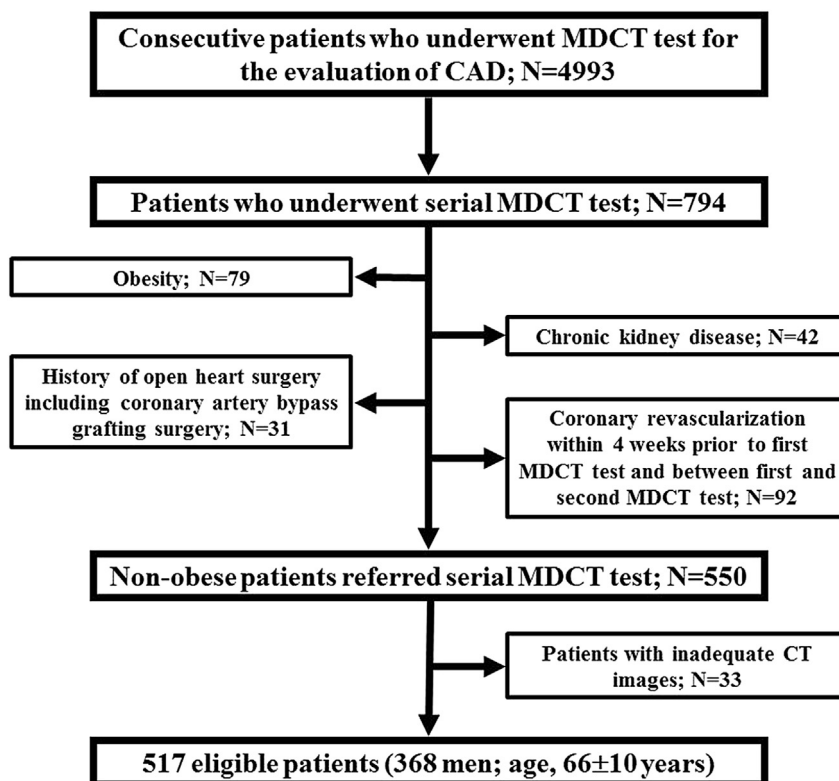 Consecutive patients who underwent MDCT test for
the evaluation of CAD; N=4993
Patients who underwent serial MDCT test; N=794
Obesity; N=79
Chronic kidney disease; N=42
History of open heart surgery
including coronary artery bypass
grafting surgery; N=31
Coronary revascularization
within 4 weeks prior to first
MDCT test and between first and
second MDCT test; N=92
Non-obese patients referred serial MDCT test; N=550
Patients with inadequate CT
images; N=33
517 eligible patients (368 men; age, 66±10 years)